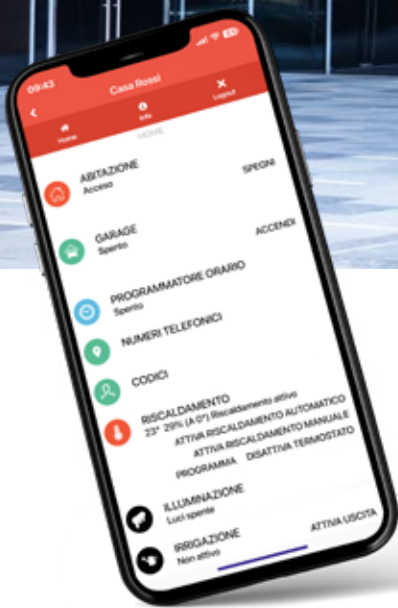 09:43
Casa Rossi
Home Info Logout
HOME
ABITAZIONE
Acceso SPEGNI
GARAGE
Spento ACCENDI
PROGRAMMATORE ORARIO
Spento
NUMERI TELEFONICI
CODICI
RISCALDAMENTO
23° 29% (A 0°) Riscaldamento attivo
ATTIVA RISCALDAMENTO AUTOMATICO
ATTIVA RISCALDAMENTO MANUALE
PROGRAMMA DISATTIVA TERMOSTATO
ILLUMINAZIONE
Luci spente
IRRIGAZIONE
Non attivo ATTIVA USCITA